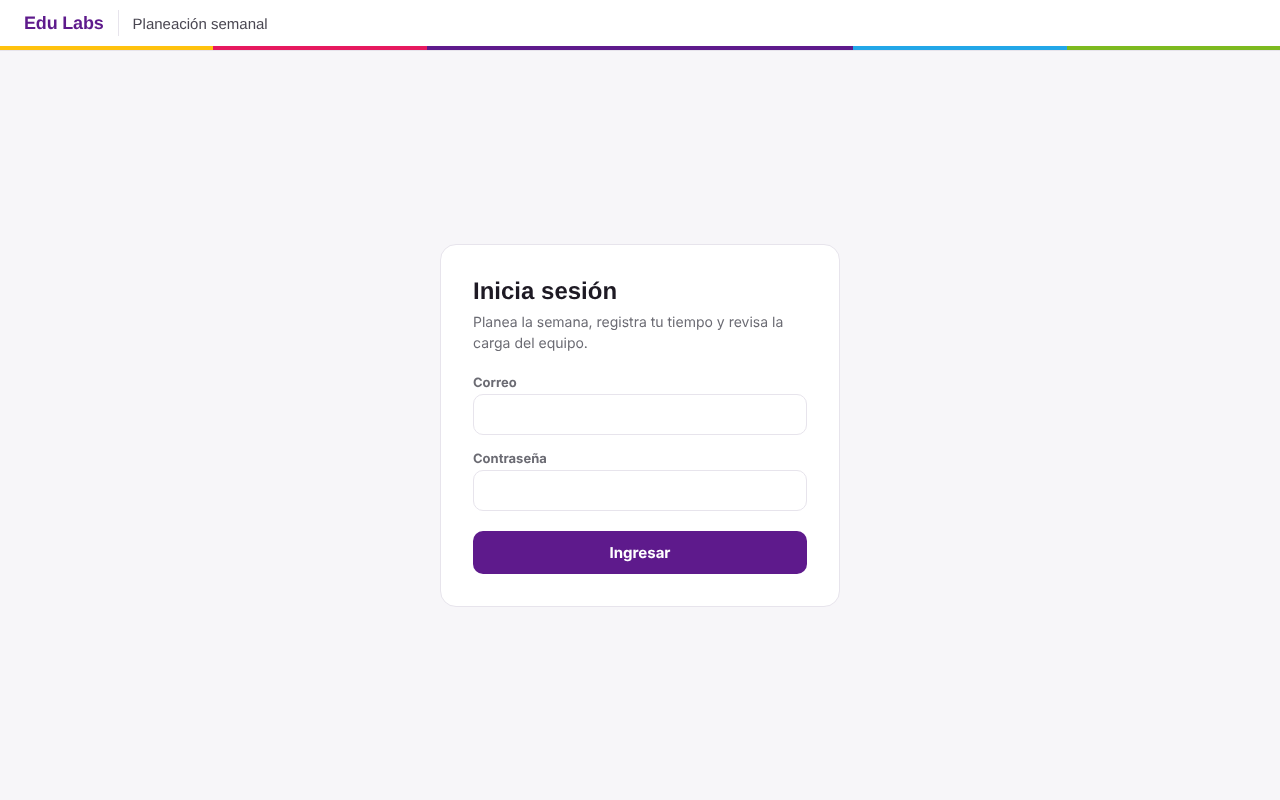 Edu Labs
Planeación semanal
Inicia sesión
Planea la semana, registra tu tiempo y revisa la
carga del equipo.
Correo
Contraseña
Ingresar